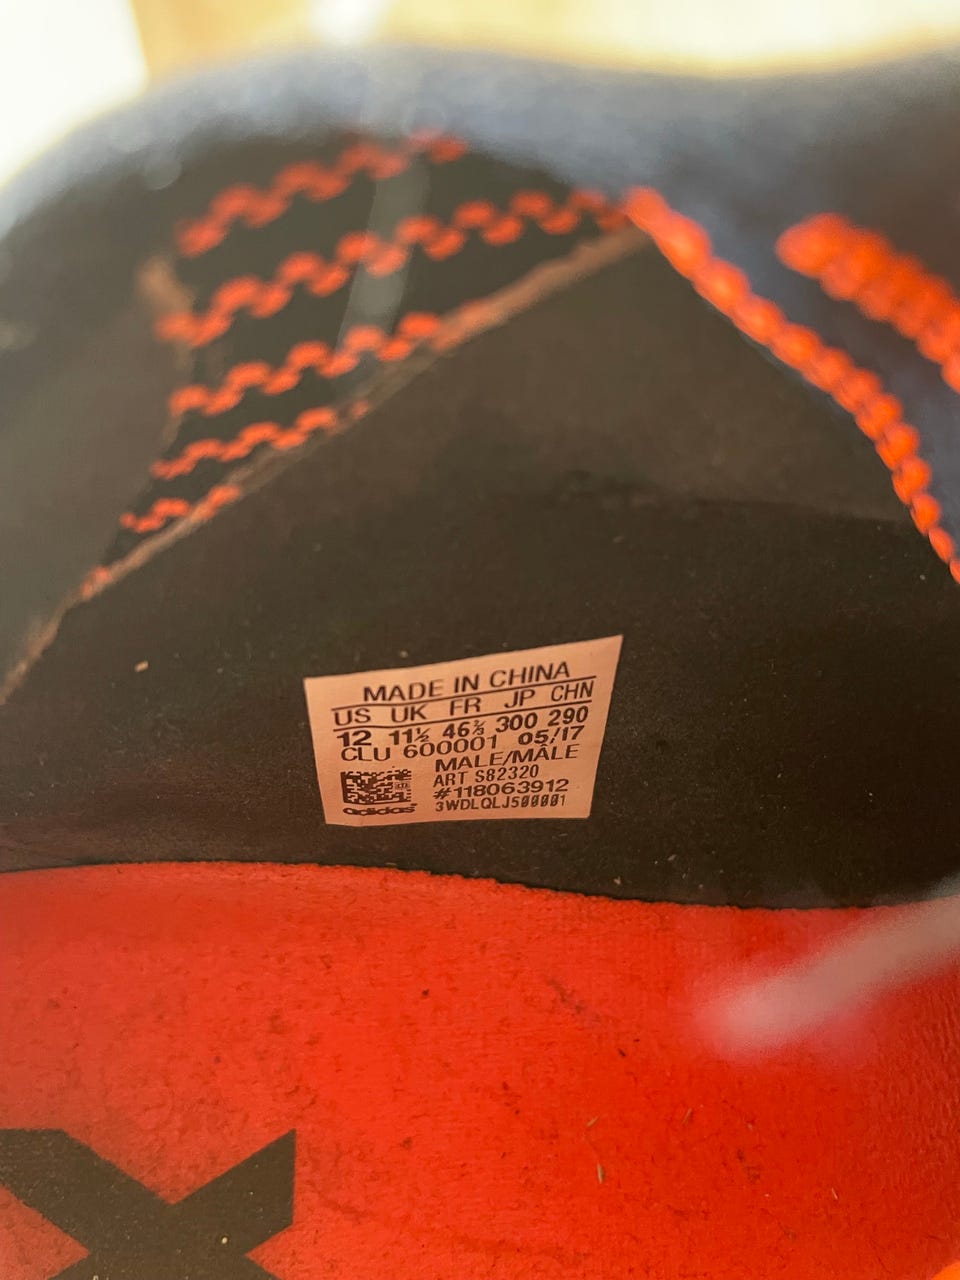 MADE IN CHINA
US UK FR JP CHN
12 11½ 46⅔ 300 290
CLU 600001 05/17
MALE/MÂLE
ART S82320
#118063912
3WDLQLJ500001
adidas
X